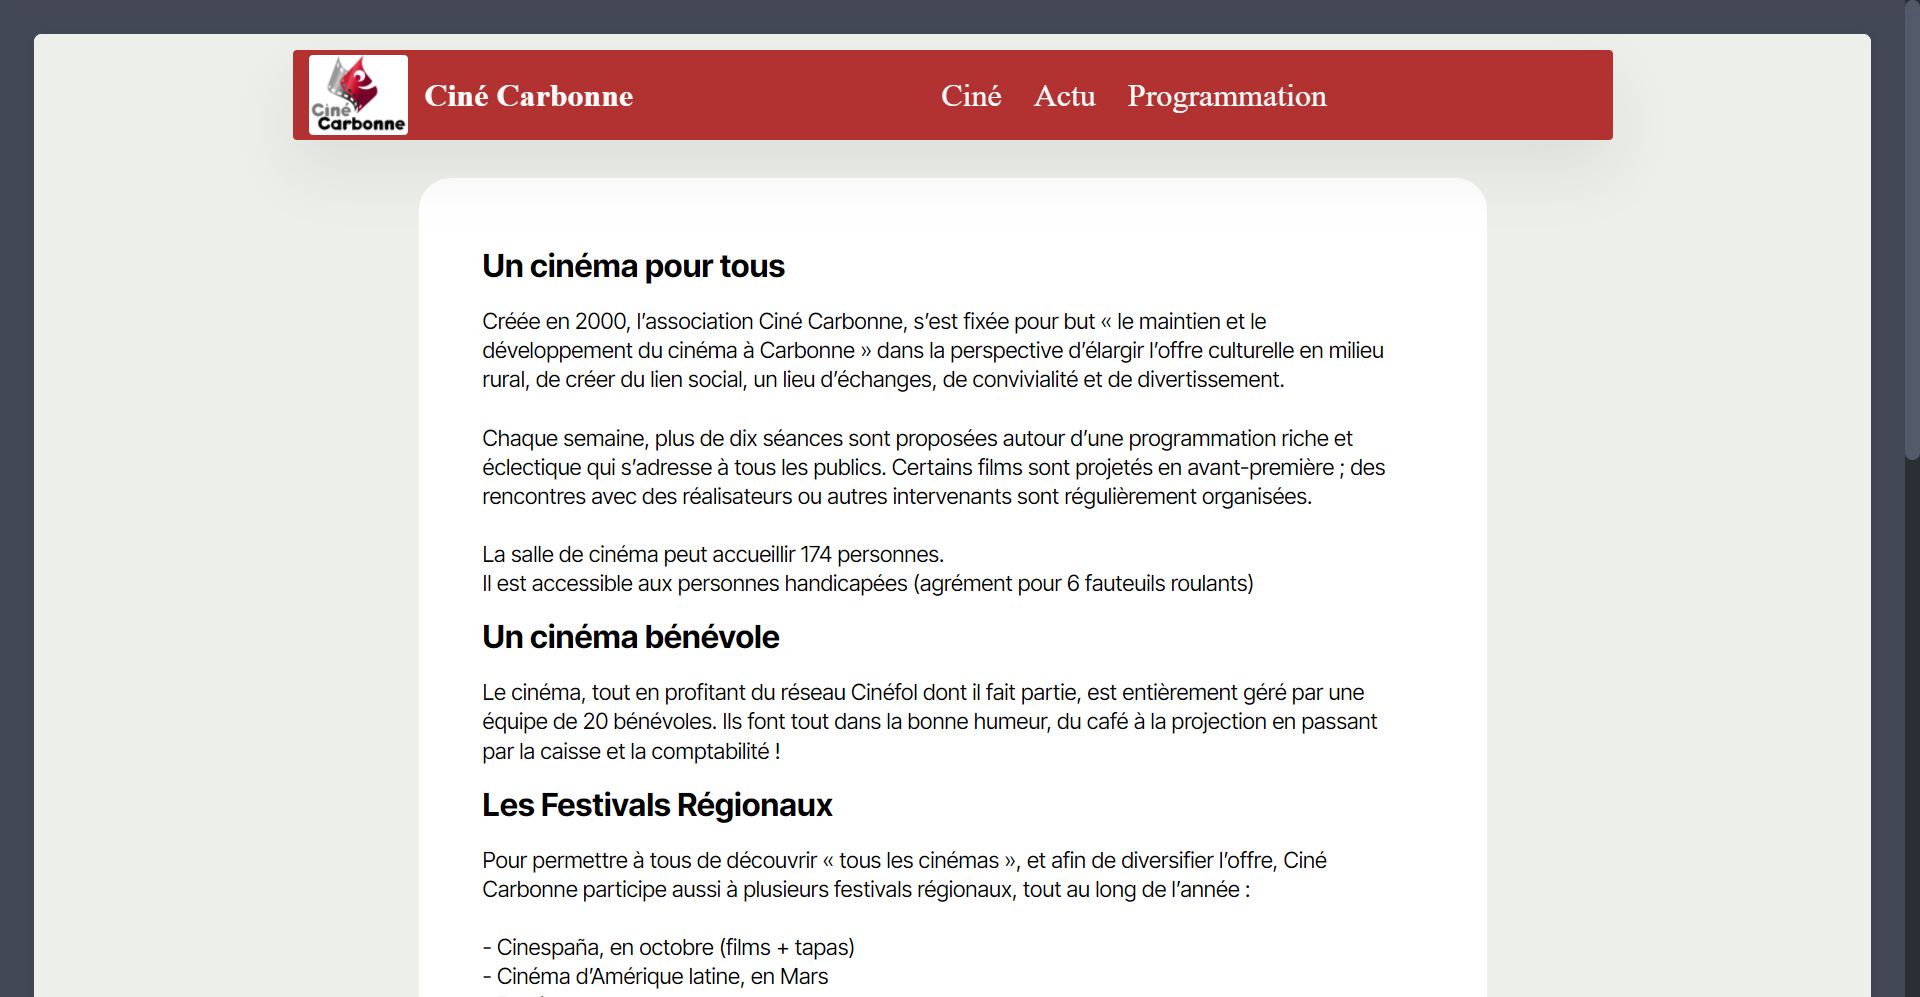 Ciné
Carbonne
Ciné Carbonne
Ciné Actu Programmation
Un cinéma pour tous
Créée en 2000, l’association Ciné Carbonne, s’est fixée pour but « le maintien et le
développement du cinéma à Carbonne » dans la perspective d’élargir l’offre culturelle en milieu
rural, de créer du lien social, un lieu d’échanges, de convivialité et de divertissement.
Chaque semaine, plus de dix séances sont proposées autour d’une programmation riche et
éclectique qui s’adresse à tous les publics. Certains films sont projetés en avant-première ; des
rencontres avec des réalisateurs ou autres intervenants sont régulièrement organisées.
La salle de cinéma peut accueillir 174 personnes.
Il est accessible aux personnes handicapées (agrément pour 6 fauteuils roulants)
Un cinéma bénévole
Le cinéma, tout en profitant du réseau Cinéfol dont il fait partie, est entièrement géré par une
équipe de 20 bénévoles. Ils font tout dans la bonne humeur, du café à la projection en passant
par la caisse et la comptabilité !
Les Festivals Régionaux
Pour permettre à tous de découvrir « tous les cinémas », et afin de diversifier l’offre, Ciné
Carbonne participe aussi à plusieurs festivals régionaux, tout au long de l’année :
- Cinespaña, en octobre (films + tapas)
- Cinéma d’Amérique latine, en Mars